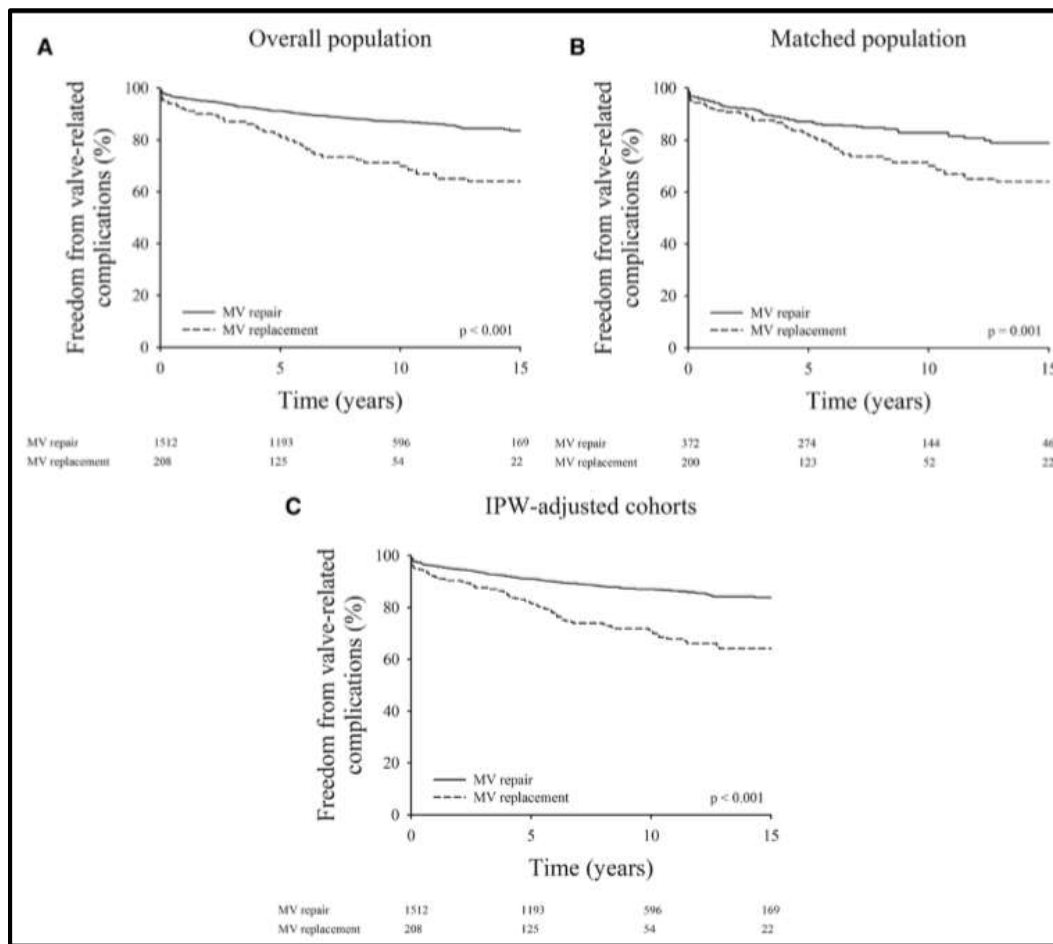 A
Overall population
Freedom from valve-related
complications (%)
100
80
60
40
20
0
MV repair
MV replacement
p < 0.001
0 5 10 15
Time (years)
MV repair 1512 1193 596 169
MV replacement 208 125 54 22
B
Matched population
Freedom from valve-related
complications (%)
100
80
60
40
20
0
MV repair
MV replacement
p = 0.001
0 5 10 15
Time (years)
MV repair 372 274 144 46
MV replacement 200 123 52 22
C
IPW-adjusted cohorts
Freedom from valve-related
complications (%)
100
80
60
40
20
0
MV repair
MV replacement
p < 0.001
0 5 10 15
Time (years)
MV repair 1512 1193 596 169
MV replacement 208 125 54 22